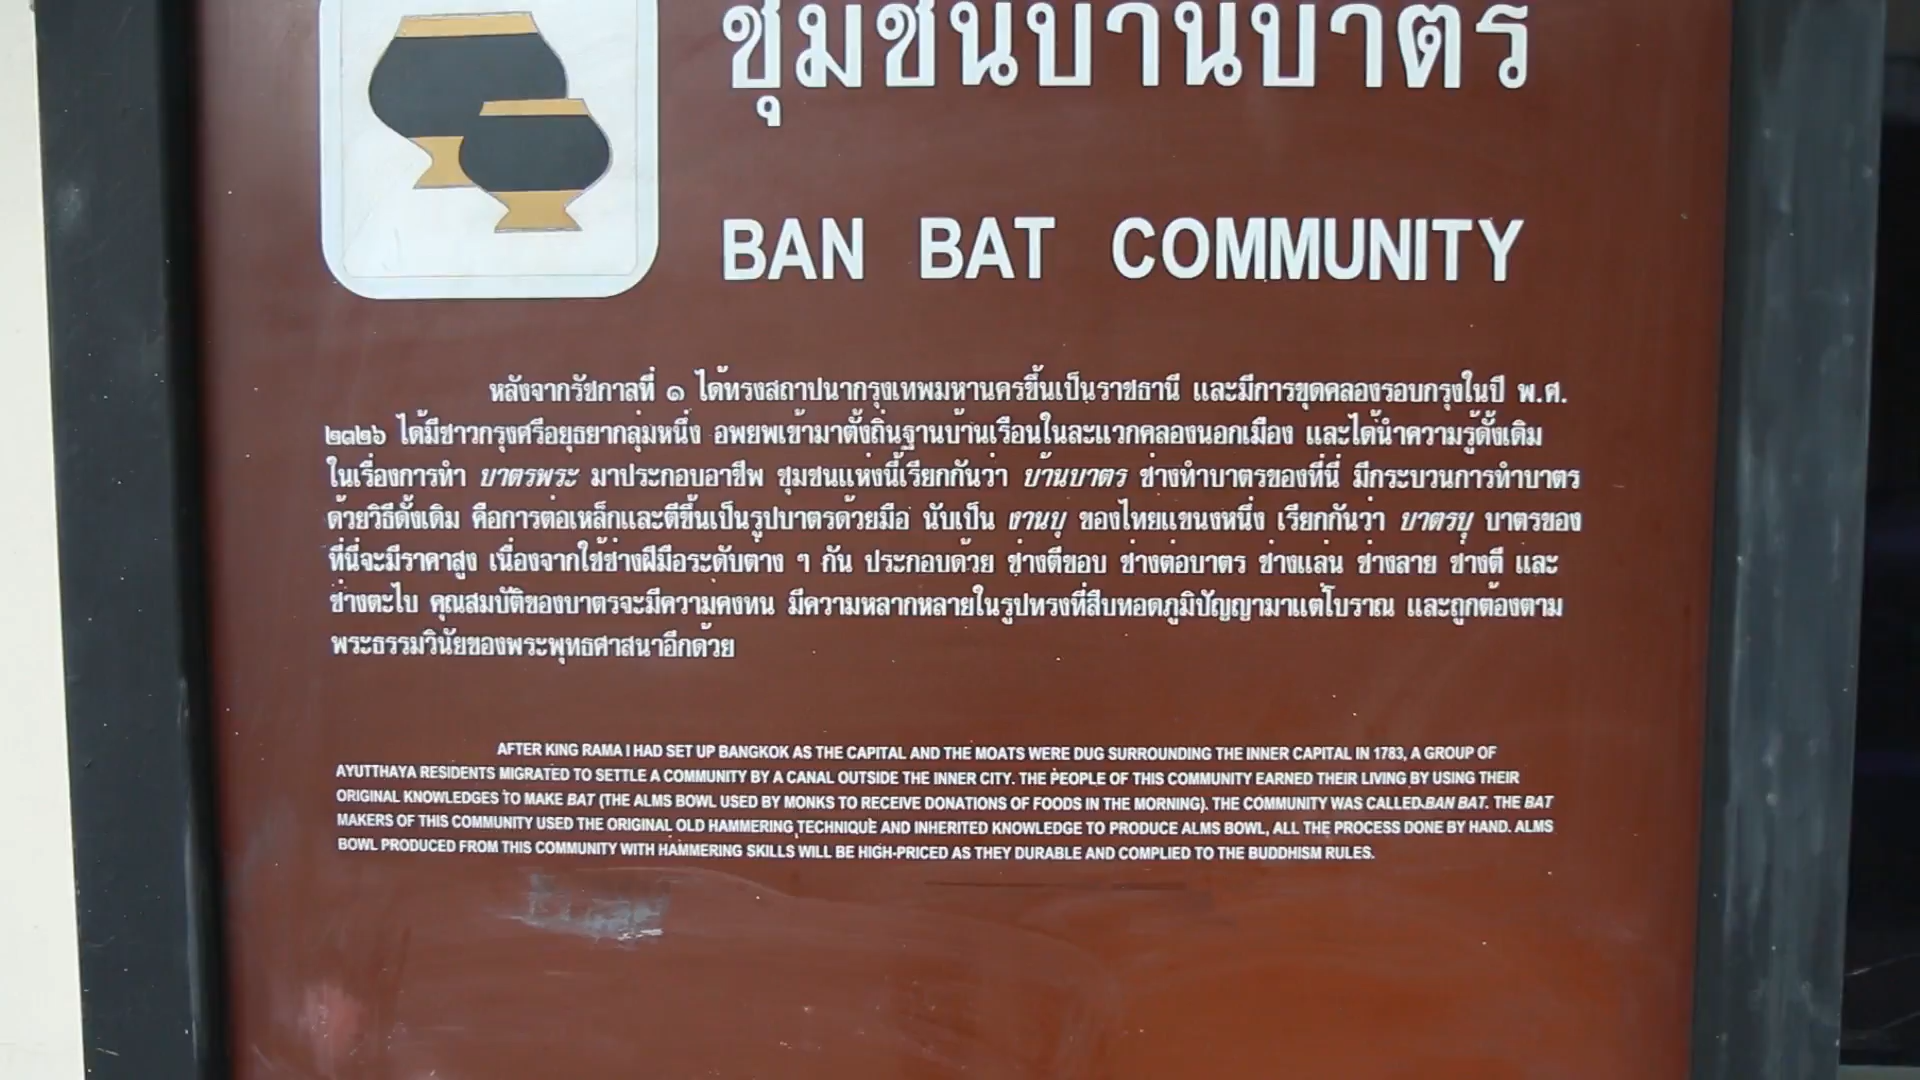 ชุมชนบ้านบาตร
BAN BAT COMMUNITY
หลังจากรัชกาลที่ ๑ ได้ทรงสถาปนากรุงเทพมหานครขึ้นเป็นราชธานี และมีการขุดคลองรอบกรุงในปี พ.ศ.
๒๓๒๖ ได้มีชาวกรุงศรีอยุธยากลุ่มหนึ่ง อพยพเข้ามาตั้งถิ่นฐานบ้านเรือนในละแวกคลองนอกเมือง และได้นำความรู้ดั้งเดิม
ในเรื่องการทำ บาตรพระ มาประกอบอาชีพ ชุมชนแห่งนี้เรียกกันว่า บ้านบาตร ช่างทำบาตรของที่นี่ มีกระบวนการทำบาตร
ด้วยวิธีดั้งเดิม คือการต่อเหล็กและตีขึ้นเป็นรูปบาตรด้วยมือ นับเป็น งานบุ ของไทยแขนงหนึ่ง เรียกกันว่า บาตรบุ บาตรของ
ที่นี่จะมีราคาสูง เนื่องจากใช้ช่างฝีมือระดับต่าง ๆ กัน ประกอบด้วย ช่างตีขอบ ช่างต่อบาตร ช่างแล่น ช่างลาย ช่างตี และ
ช่างตะไบ คุณสมบัติของบาตรจะมีความคงทน มีความหลากหลายในรูปทรงที่สืบทอดภูมิปัญญามาแต่โบราณ และถูกต้องตาม
พระธรรมวินัยของพระพุทธศาสนาอีกด้วย
AFTER KING RAMA I HAD SET UP BANGKOK AS THE CAPITAL AND THE MOATS WERE DUG SURROUNDING THE INNER CAPITAL IN 1783, A GROUP OF
AYUTTHAYA RESIDENTS MIGRATED TO SETTLE A COMMUNITY BY A CANAL OUTSIDE THE INNER CITY. THE PEOPLE OF THIS COMMUNITY EARNED THEIR LIVING BY USING THEIR
ORIGINAL KNOWLEDGES TO MAKE BAT (THE ALMS BOWL USED BY MONKS TO RECEIVE DONATIONS OF FOODS IN THE MORNING). THE COMMUNITY WAS CALLED BAN BAT. THE BAT
MAKERS OF THIS COMMUNITY USED THE ORIGINAL OLD HAMMERING TECHNIQUE AND INHERITED KNOWLEDGE TO PRODUCE ALMS BOWL, ALL THE PROCESS DONE BY HAND. ALMS
BOWL PRODUCED FROM THIS COMMUNITY WITH HAMMERING SKILLS WILL BE HIGH-PRICED AS THEY DURABLE AND COMPLIED TO THE BUDDHISM RULES.